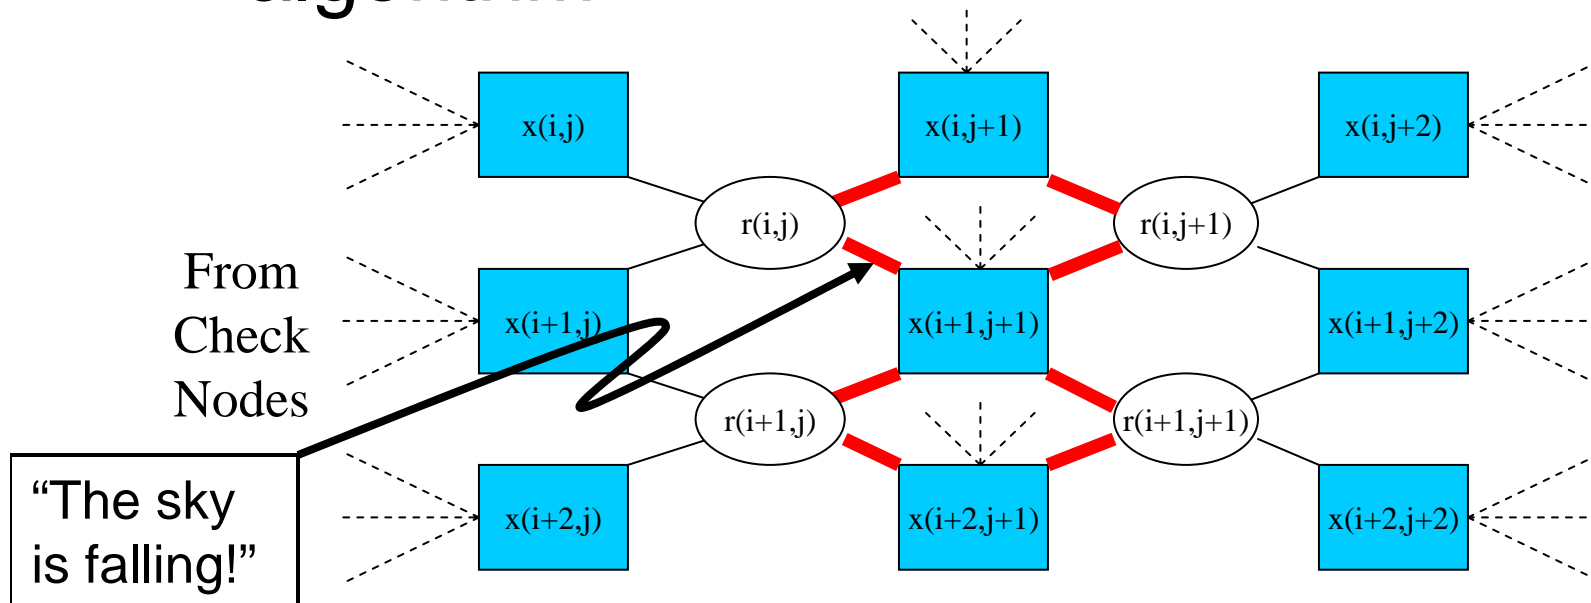 x(i,j)
x(i,j+1)
x(i,j+2)
r(i,j)
r(i,j+1)
From
Check
Nodes
x(i+1,j)
x(i+1,j+1)
x(i+1,j+2)
r(i+1,j)
r(i+1,j+1)
“The sky
is falling!”
x(i+2,j)
x(i+2,j+1)
x(i+2,j+2)